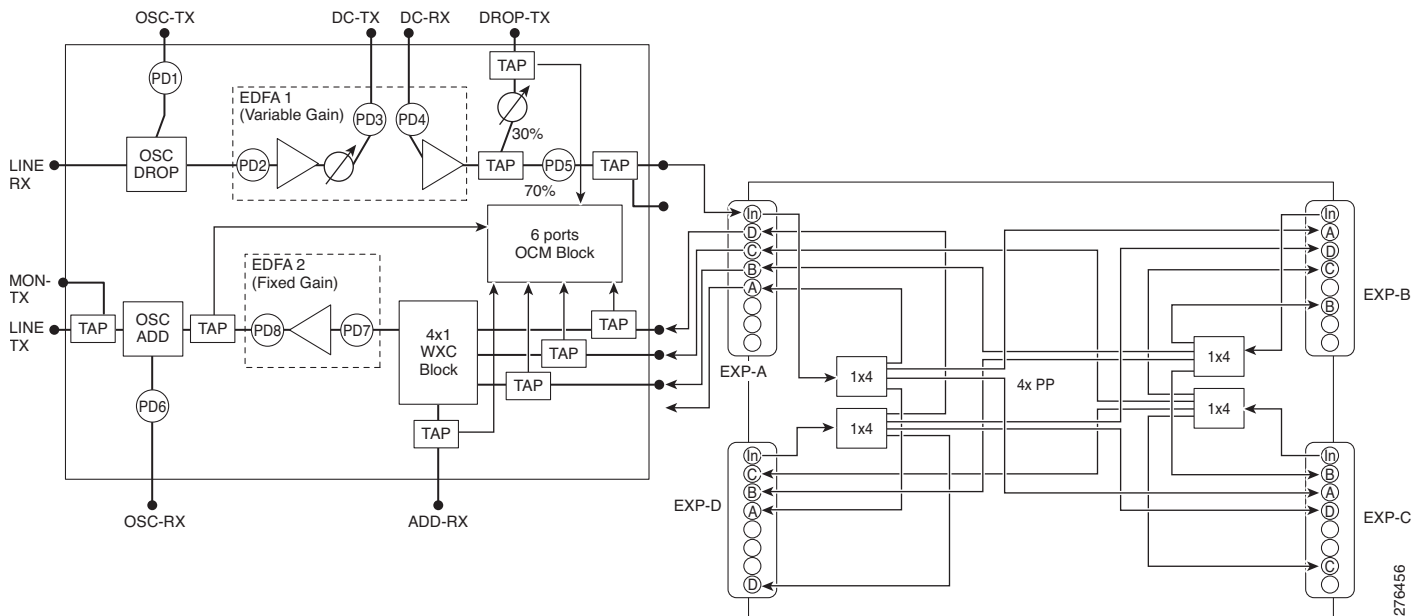 OSC-TX
DC-TX
DC-RX
DROP-TX
PD1
TAP
EDFA 1
(Variable Gain)
PD3
PD4
30%
LINE
RX
OSC
DROP
PD2
TAP
PD5
TAP
70%
6 ports
OCM Block
MON-
TX
LINE
TX
TAP
OSC
ADD
TAP
EDFA 2
(Fixed Gain)
PD8
PD7
4x1
WXC
Block
TAP
TAP
TAP
TAP
PD6
OSC-RX
ADD-RX
In
D
C
B
A
EXP-A
In
A
D
C
B
EXP-B
1x4
1x4
4x PP
1x4
1x4
In
C
B
A
D
EXP-D
In
B
A
D
C
EXP-C
276456